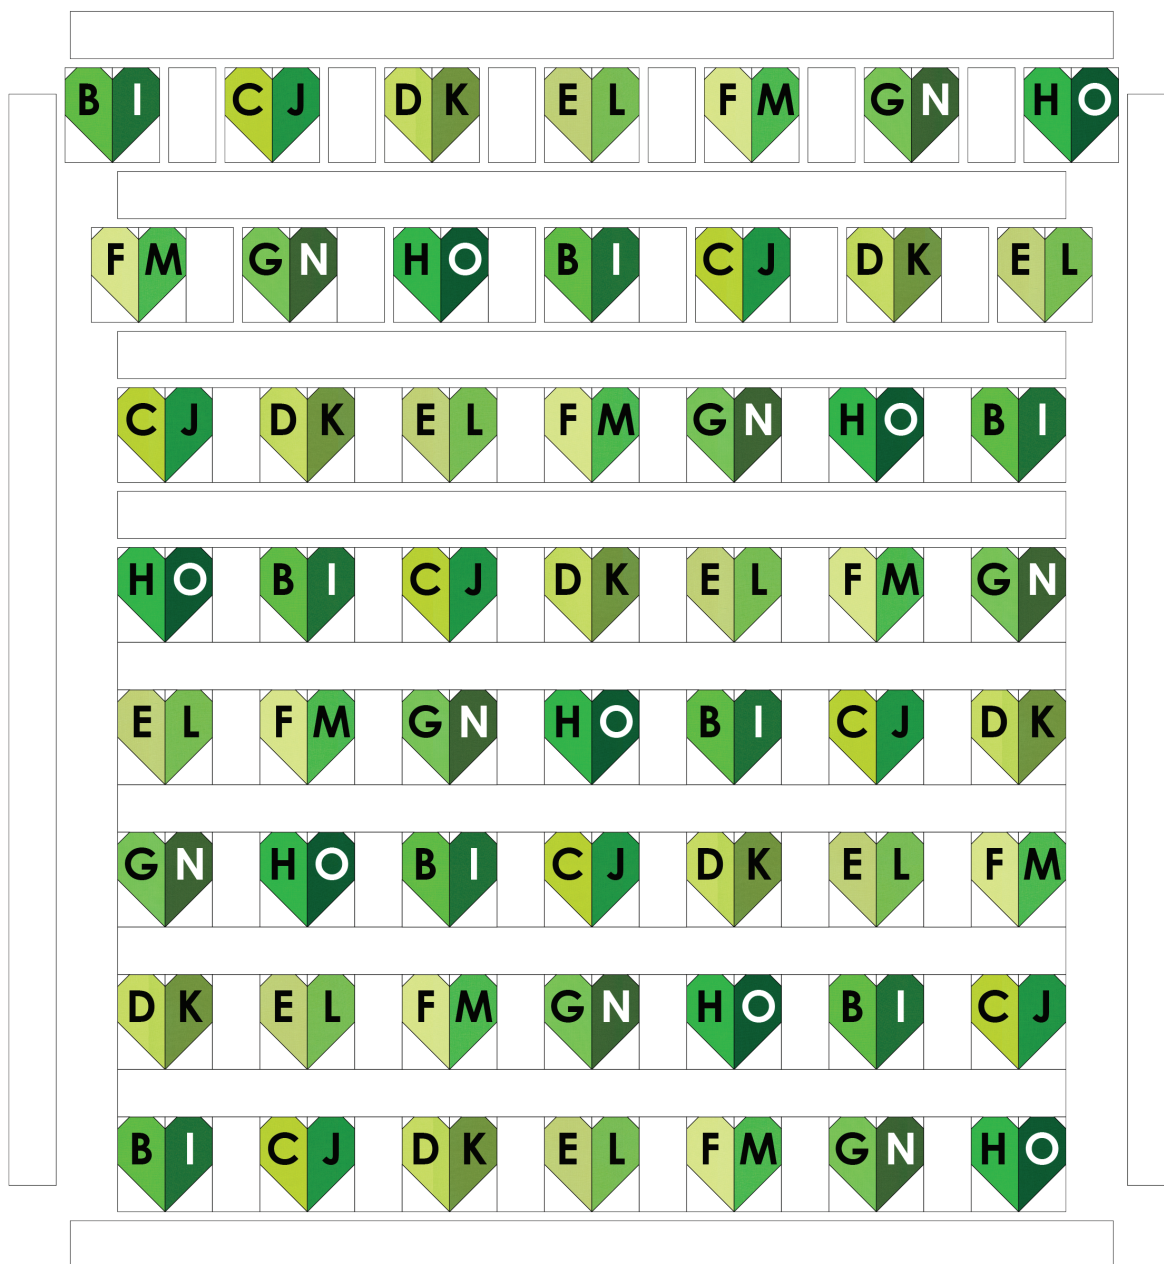 B I C J D K E L F M G N H O
F M G N H O B I C J D K E L
C J D K E L F M G N H O B I
H O B I C J D K E L F M G N
E L F M G N H O B I C J D K
G N H O B I C J D K E L F M
D K E L F M G N H O B I C J
B I C J D K E L F M G N H O